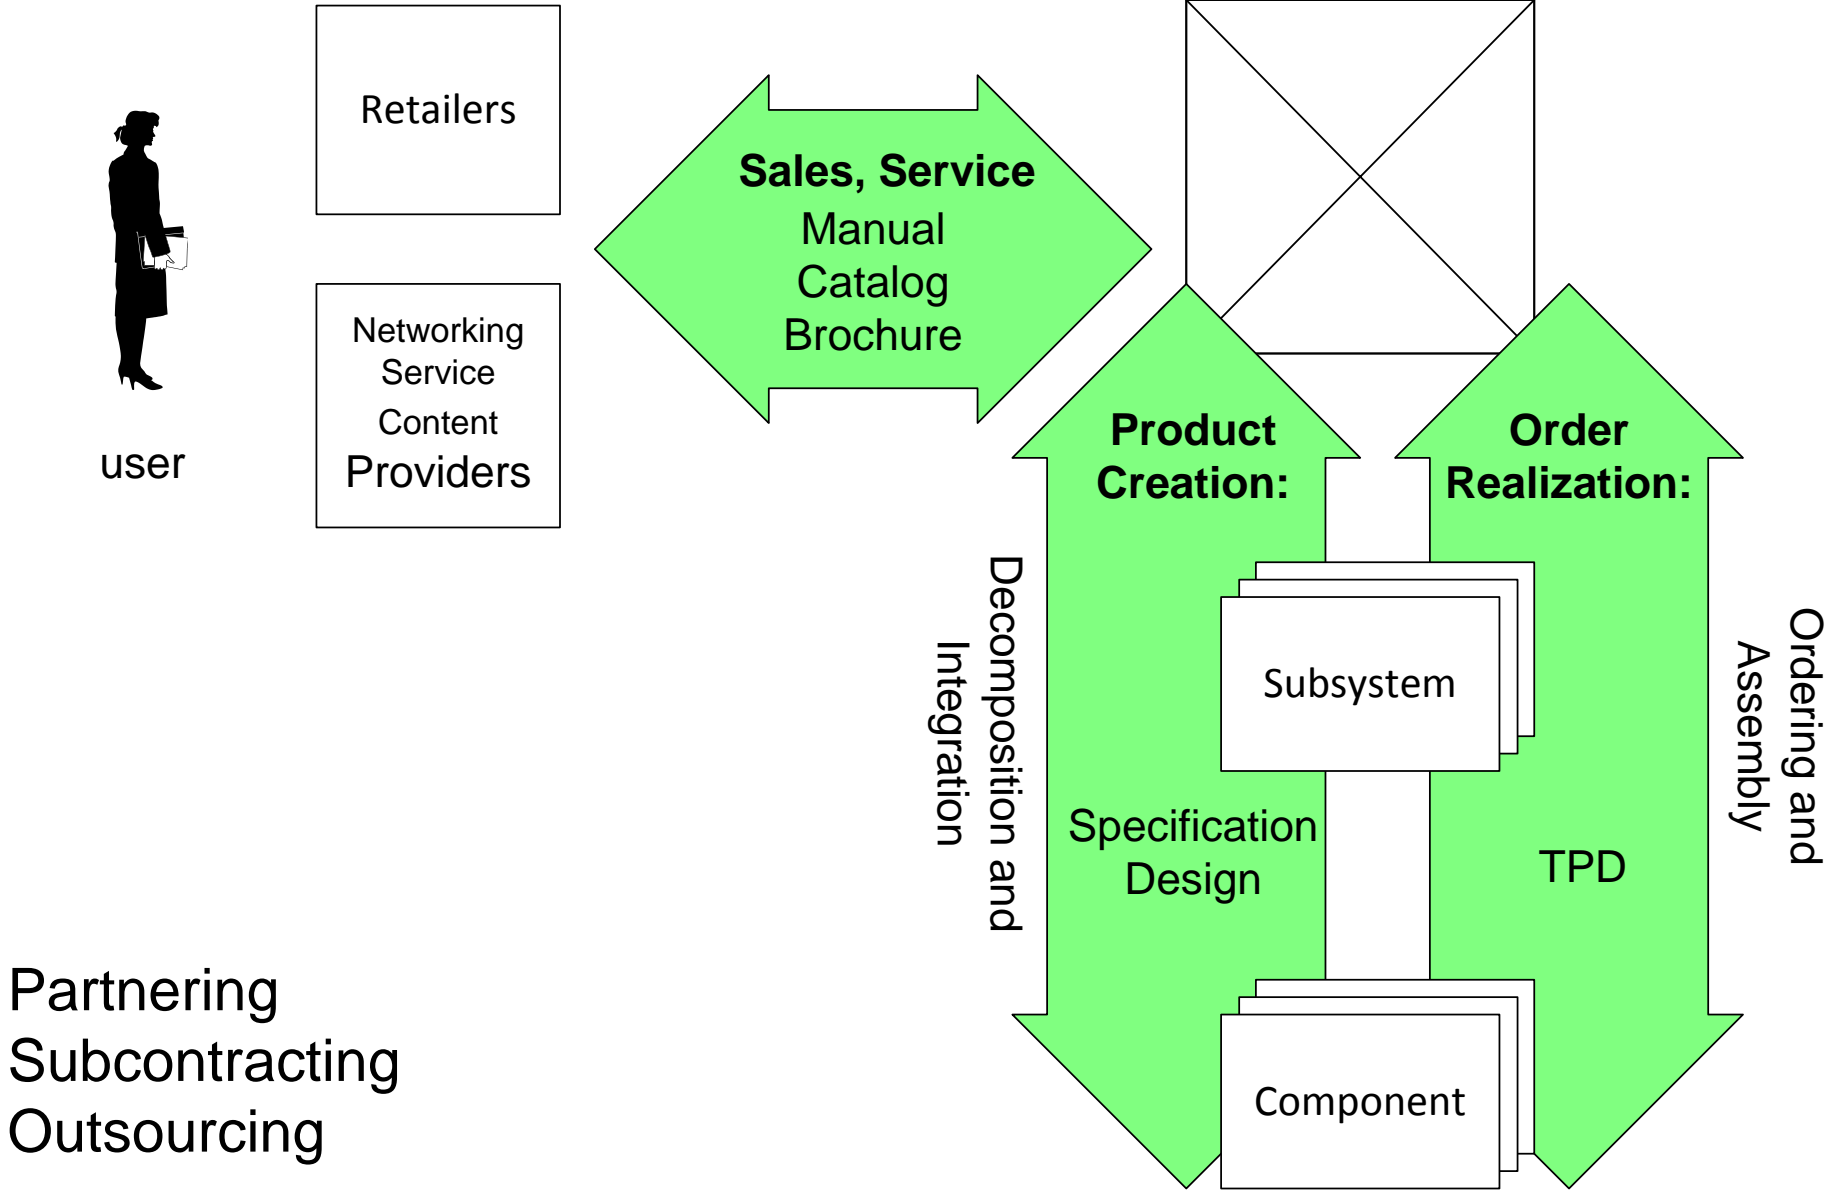 Retailers
Sales, Service
Manual
Catalog
Brochure
Networking
Service
Content
Providers
user
Product
Creation:
Order
Realization:
Decomposition and
Integration
Subsystem
Ordering and
Assembly
Specification
Design
TPD
Component
Partnering
Subcontracting
Outsourcing